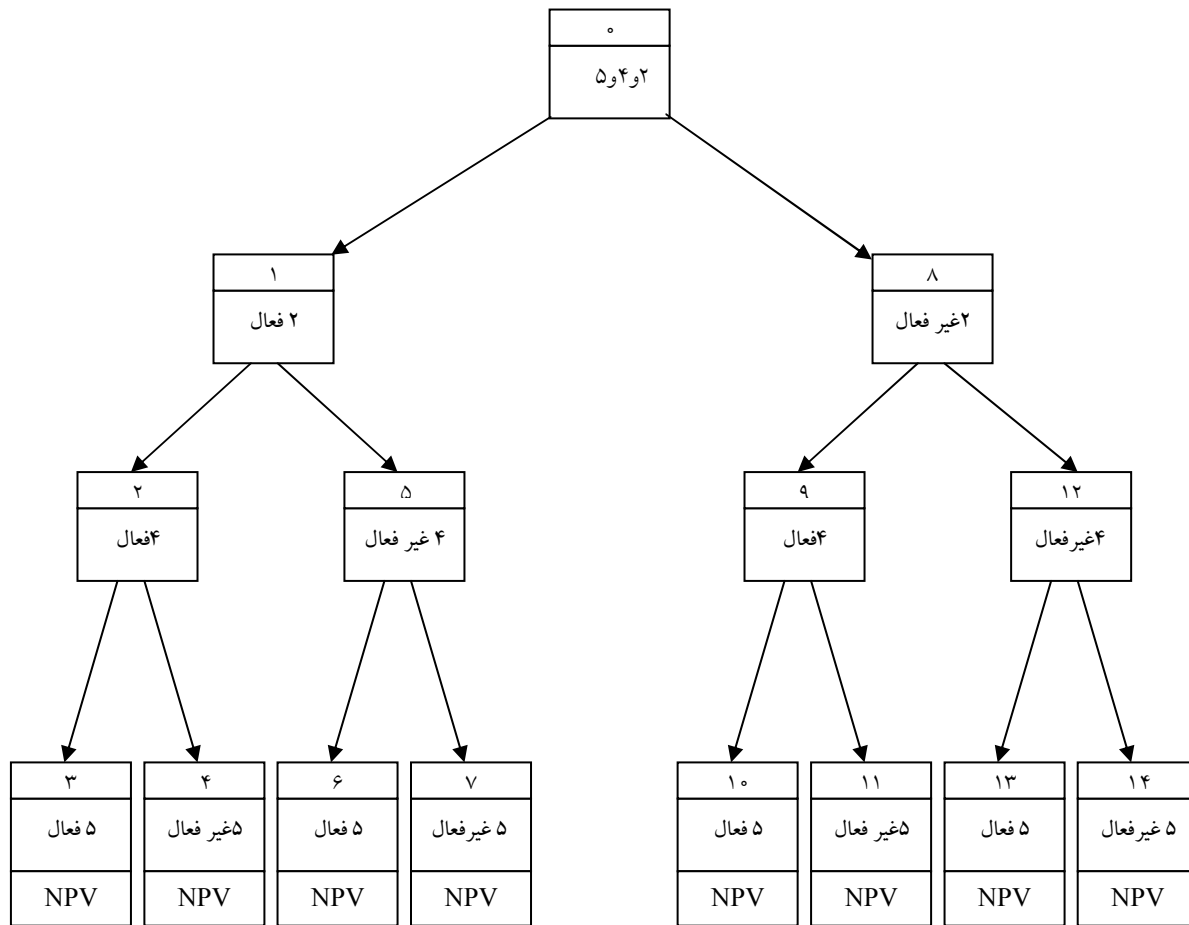 ۰
۲و۴و۵
۱
۲ فعال
۸
۲غیر فعال
۲
۴فعال
۵
۴ غیر فعال
۹
۴فعال
۱۲
۴غیرفعال
۳
۵ فعال
NPV
۴
۵غیر فعال
NPV
۶
۵ فعال
NPV
۷
۵ غیرفعال
NPV
۱۰
۵ فعال
NPV
۱۱
۵غیر فعال
NPV
۱۳
۵ فعال
NPV
۱۴
۵ غیرفعال
NPV